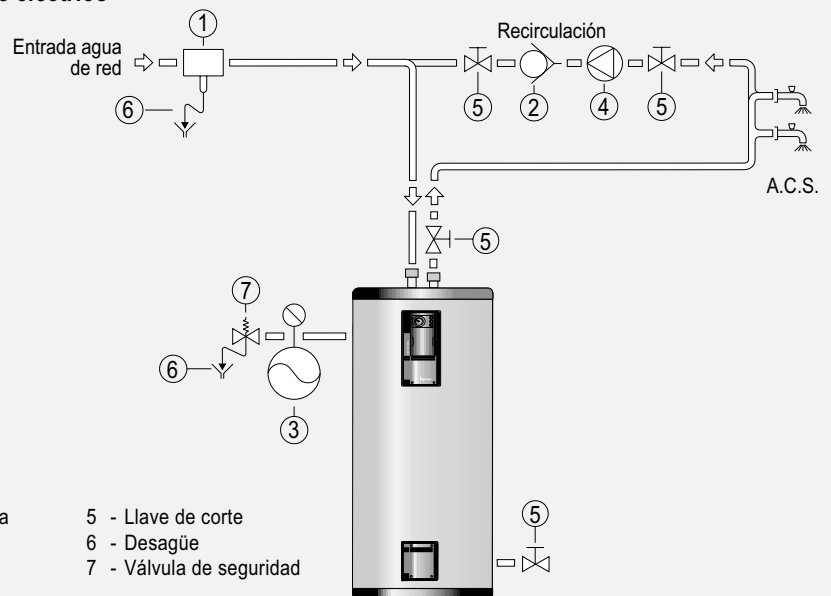 eléctrico
1
Recirculación
Entrada agua
de red
6
5
2
4
5
A.C.S.
5
7
6
3
5 - Llave de corte
6 - Desagüe
7 - Válvula de seguridad
5